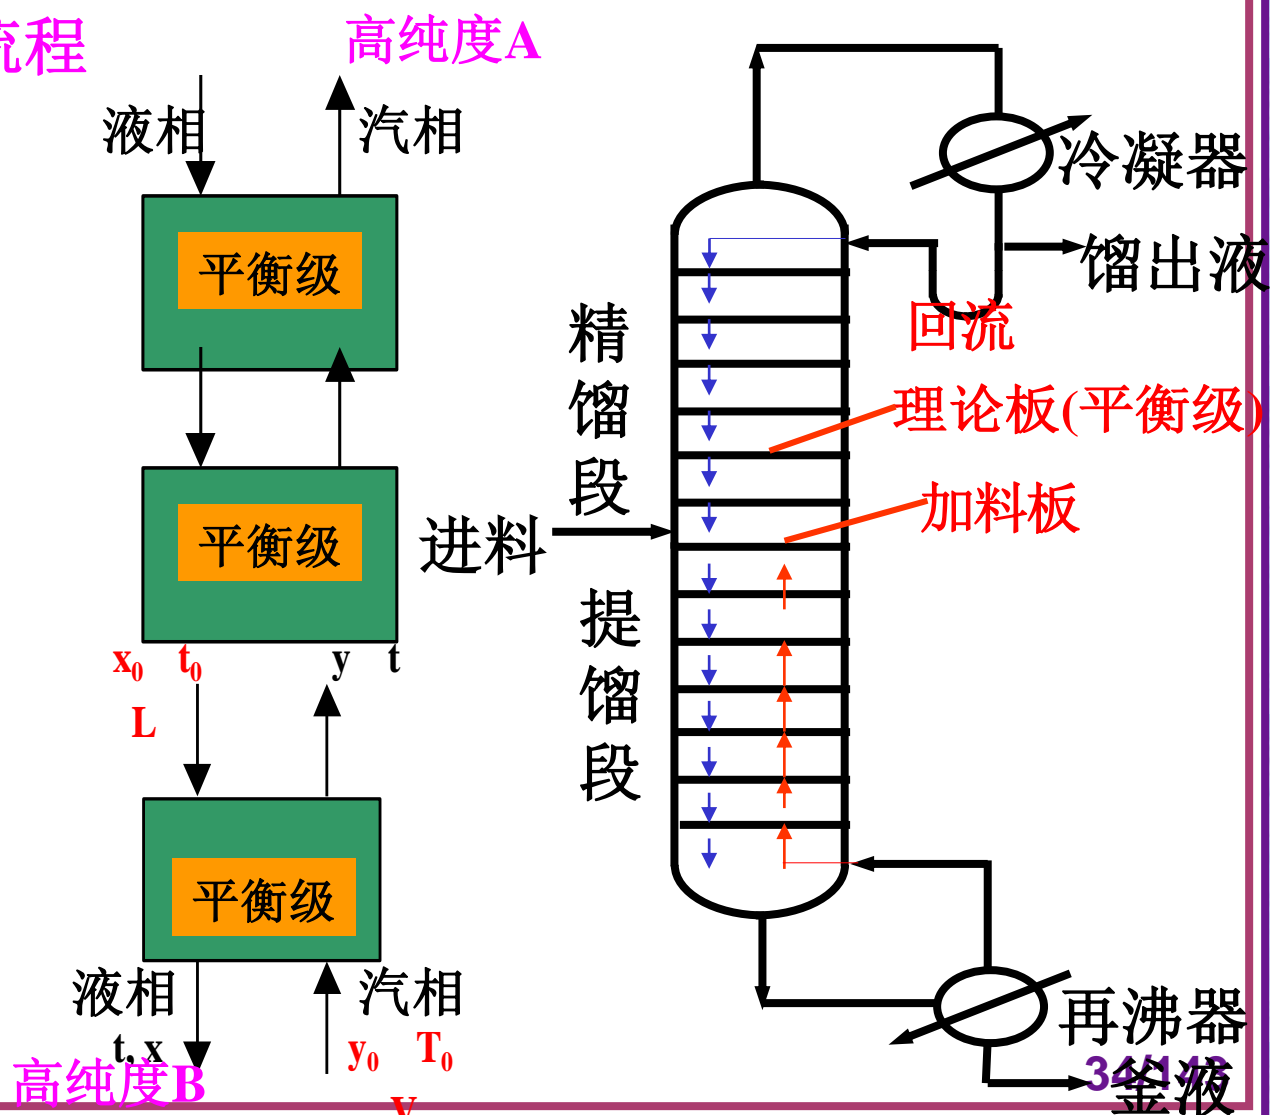 流程
高纯度A
液相
汽相
平衡级
平衡级
x₀ t₀ y t
L
平衡级
液相
汽相
t, x
y₀ T₀
高纯度B
冷凝器
馏出液
回流
精馏段
理论板(平衡级)
加料板
进料
提馏段
再沸器
釜液